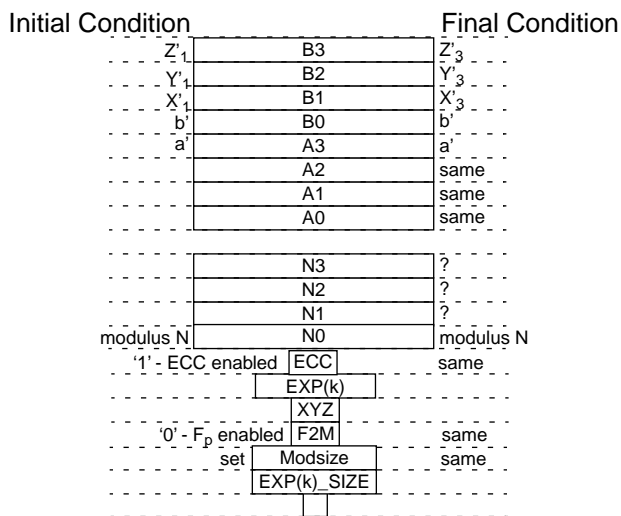 Initial Condition Final Condition
Z'₁ B3 Z'₃
Y'₁ B2 Y'₃
X'₁ B1 X'₃
b' B0 b'
a' A3 a'
A2 same
A1 same
A0 same
N3 ?
N2 ?
N1 ?
modulus N N0 modulus N
‘1’ - ECC enabled ECC same
EXP(k)
XYZ
‘0’ - Fₚ enabled F2M same
set Modsize same
EXP(k)_SIZE